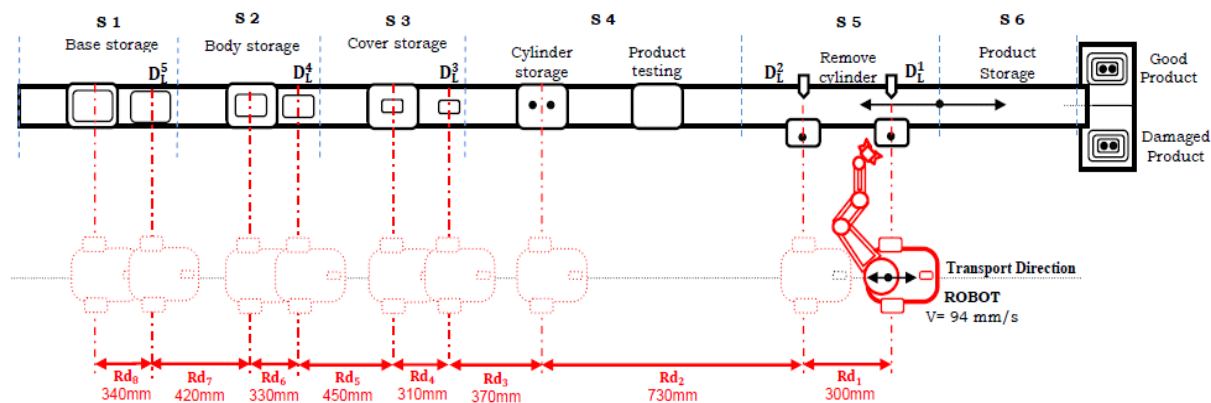 S 1
S 2
S 3
S 4
S 5
S 6
Base storage
Body storage
Cover storage
Cylinder
storage
Product
testing
Remove
cylinder
Product
Storage
Good
Product
Damaged
Product
D_L^5
D_L^4
D_L^3
D_L^2
D_L^1
Transport Direction
ROBOT
V= 94 mm/s
Rd₈
340mm
Rd₇
420mm
Rd₆
330mm
Rd₅
450mm
Rd₄
310mm
Rd₃
370mm
Rd₂
730mm
Rd₁
300mm